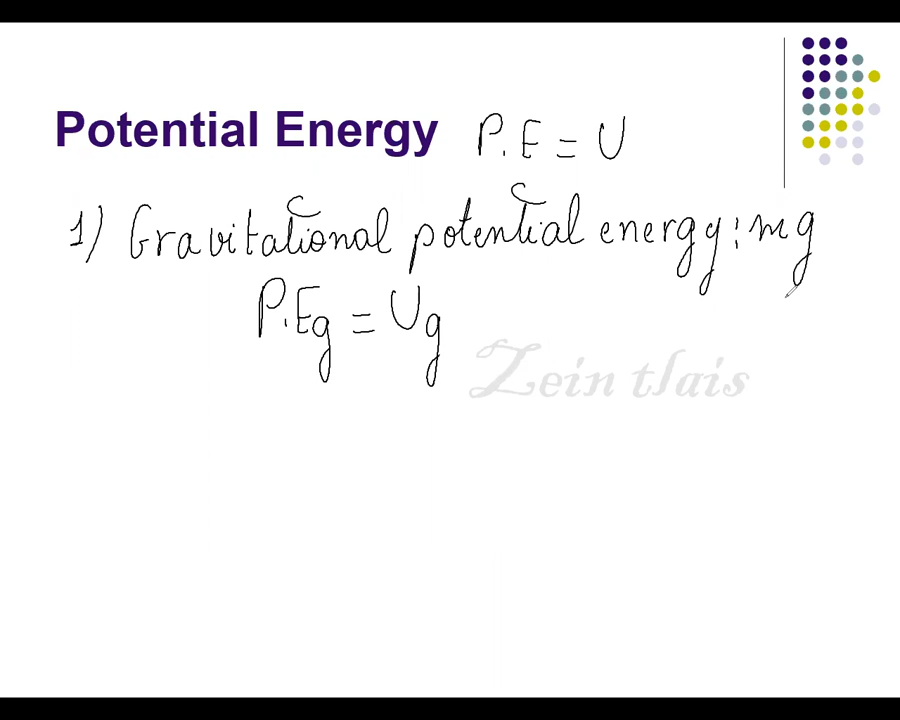 Potential Energy P.E = U
1) Gravitational potential energy : mg
P.Eg = Ug
Zein tlais